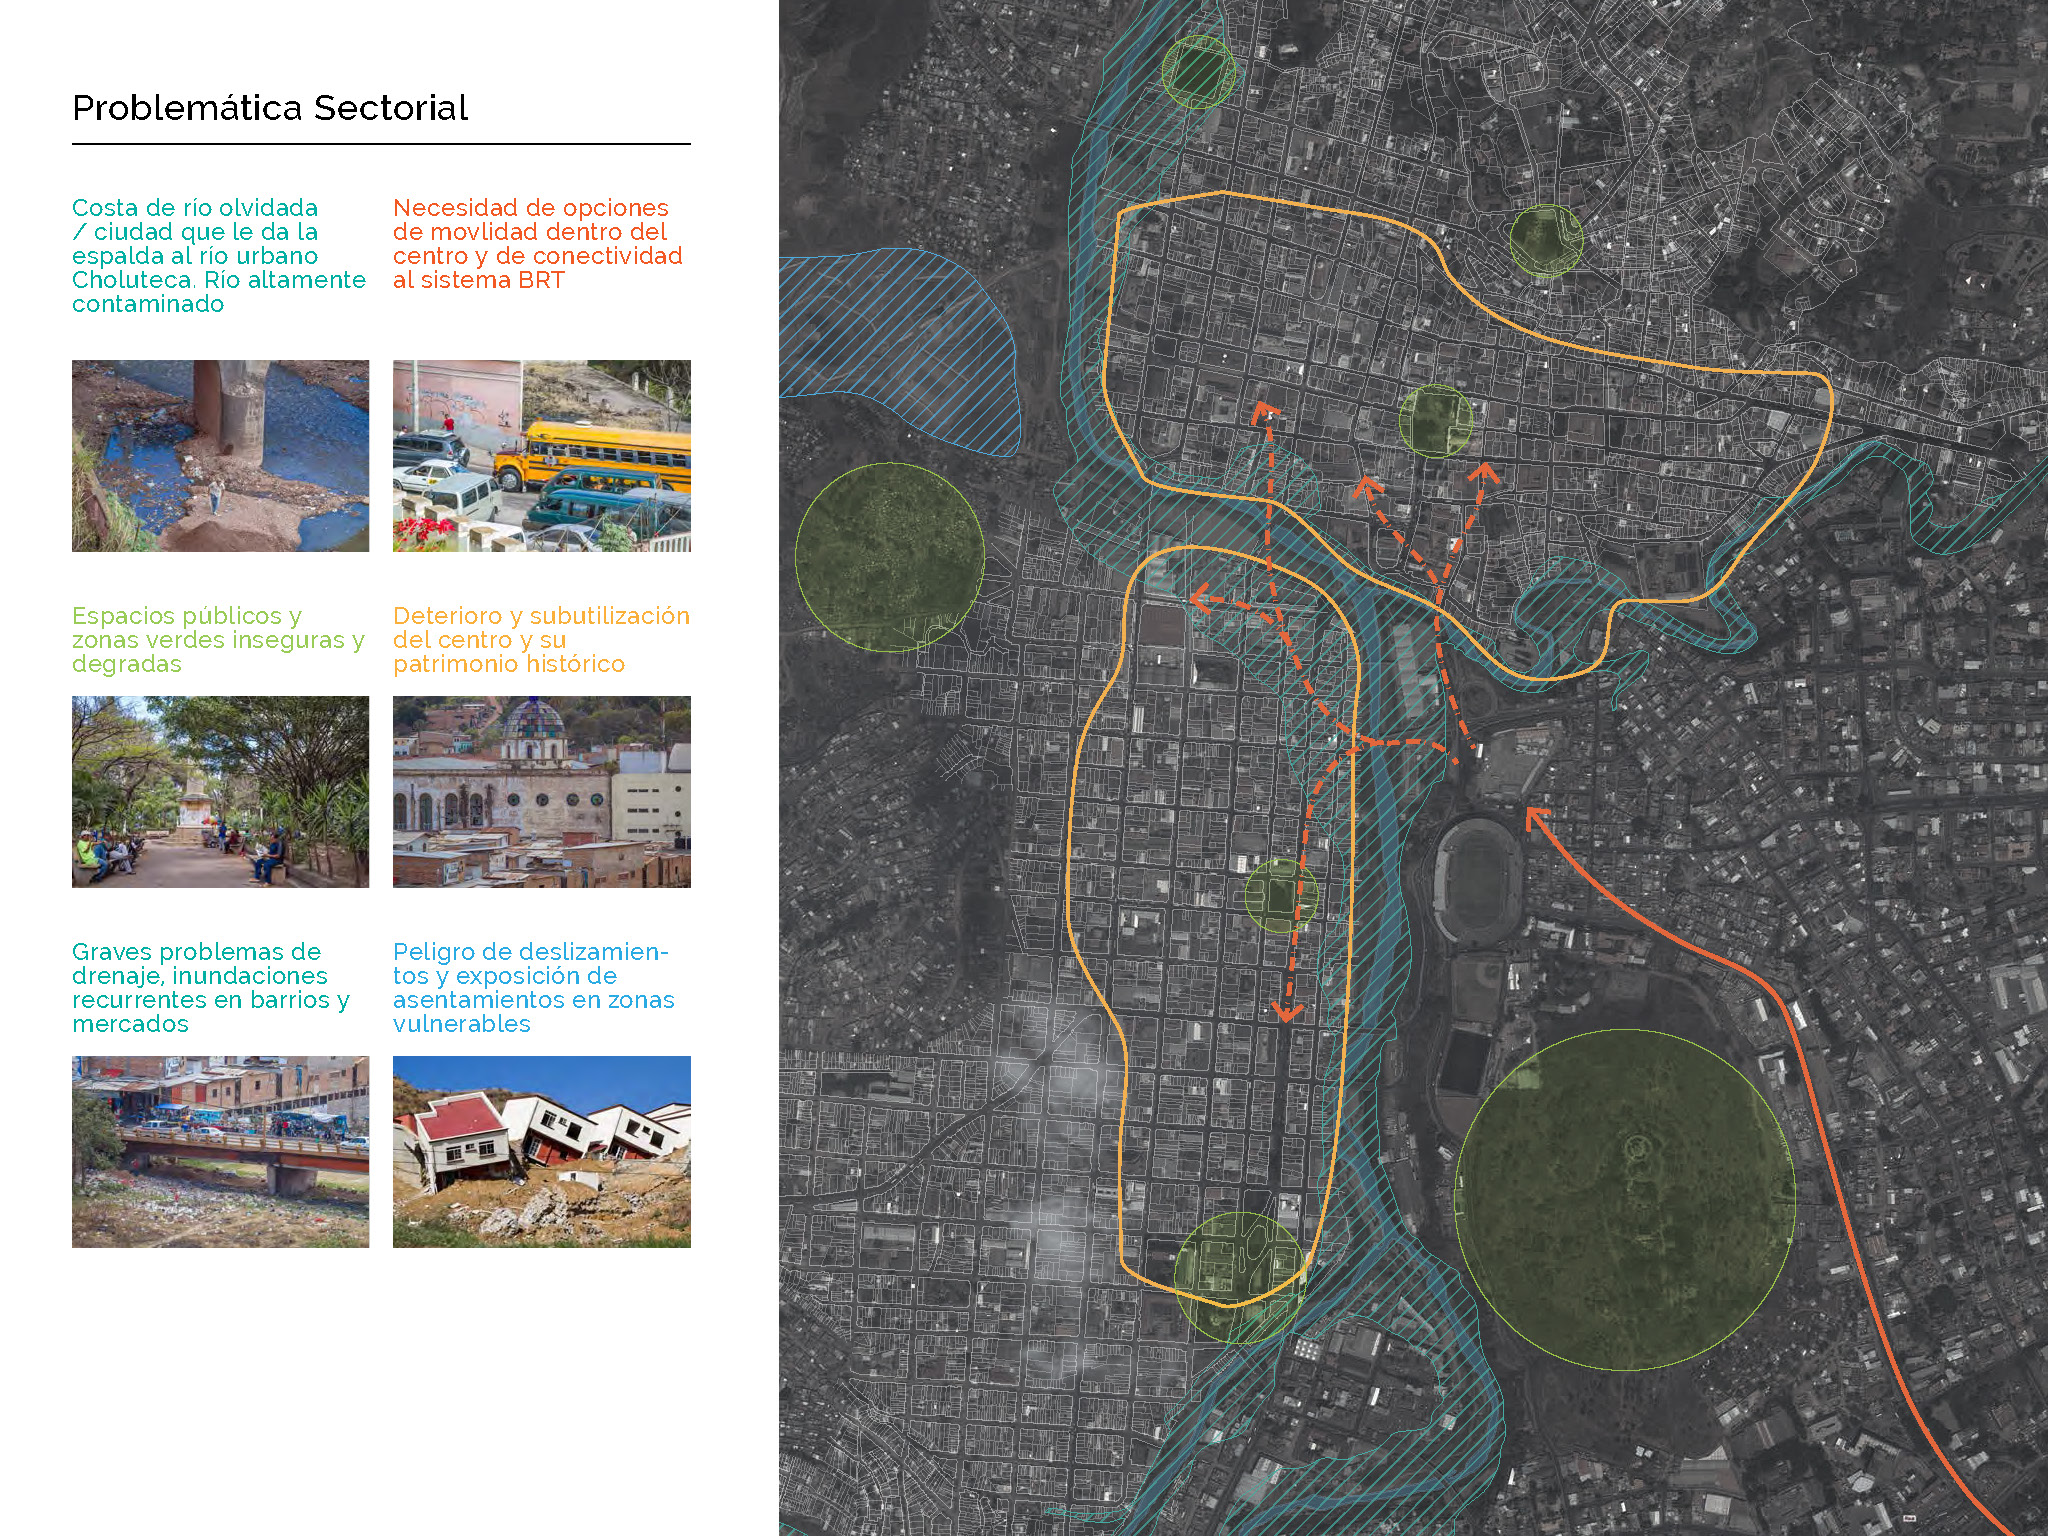 Problemática Sectorial
Costa de río olvidada
/ ciudad que le da la
espalda al río urbano
Choluteca. Río altamente
contaminado
Necesidad de opciones
de movlidad dentro del
centro y de conectividad
al sistema BRT
Espacios públicos y
zonas verdes inseguras y
degradas
Deterioro y subutilización
del centro y su
patrimonio histórico
Graves problemas de
drenaje, inundaciones
recurrentes en barrios y
mercados
Peligro de deslizamien-
tos y exposición de
asentamientos en zonas
vulnerables